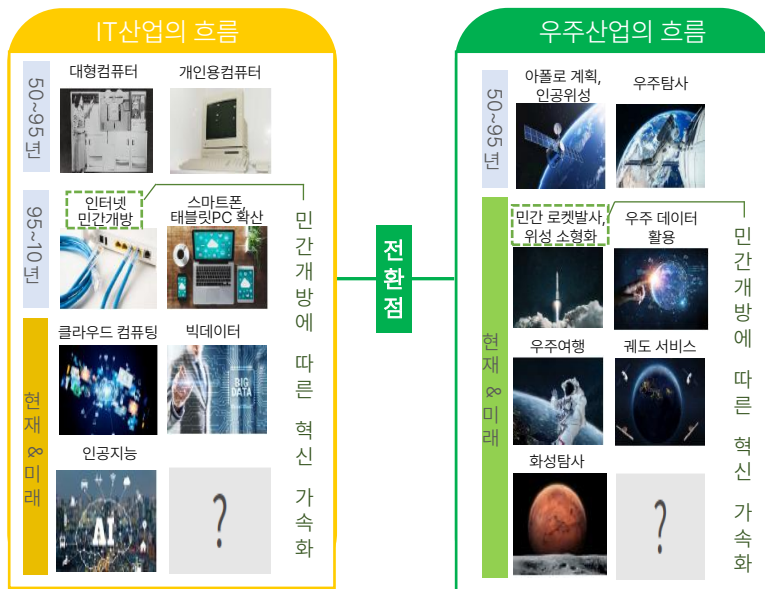 IT산업의 흐름
50~95년
대형컴퓨터
개인용컴퓨터
95~10년
인터넷
민간개방
스마트폰,
태블릿PC 확산
현재 &미래
클라우드 컴퓨팅
빅데이터
BIG
DATA
인공지능
AI
?
민간개방에 따른 혁신 가속화
전환점
우주산업의 흐름
50~95년
아폴로 계획,
인공위성
우주탐사
현재 &미래
민간 로켓발사,
위성 소형화
우주 데이터
활용
우주여행
궤도 서비스
화성탐사
?
민간개방에 따른 혁신 가속화